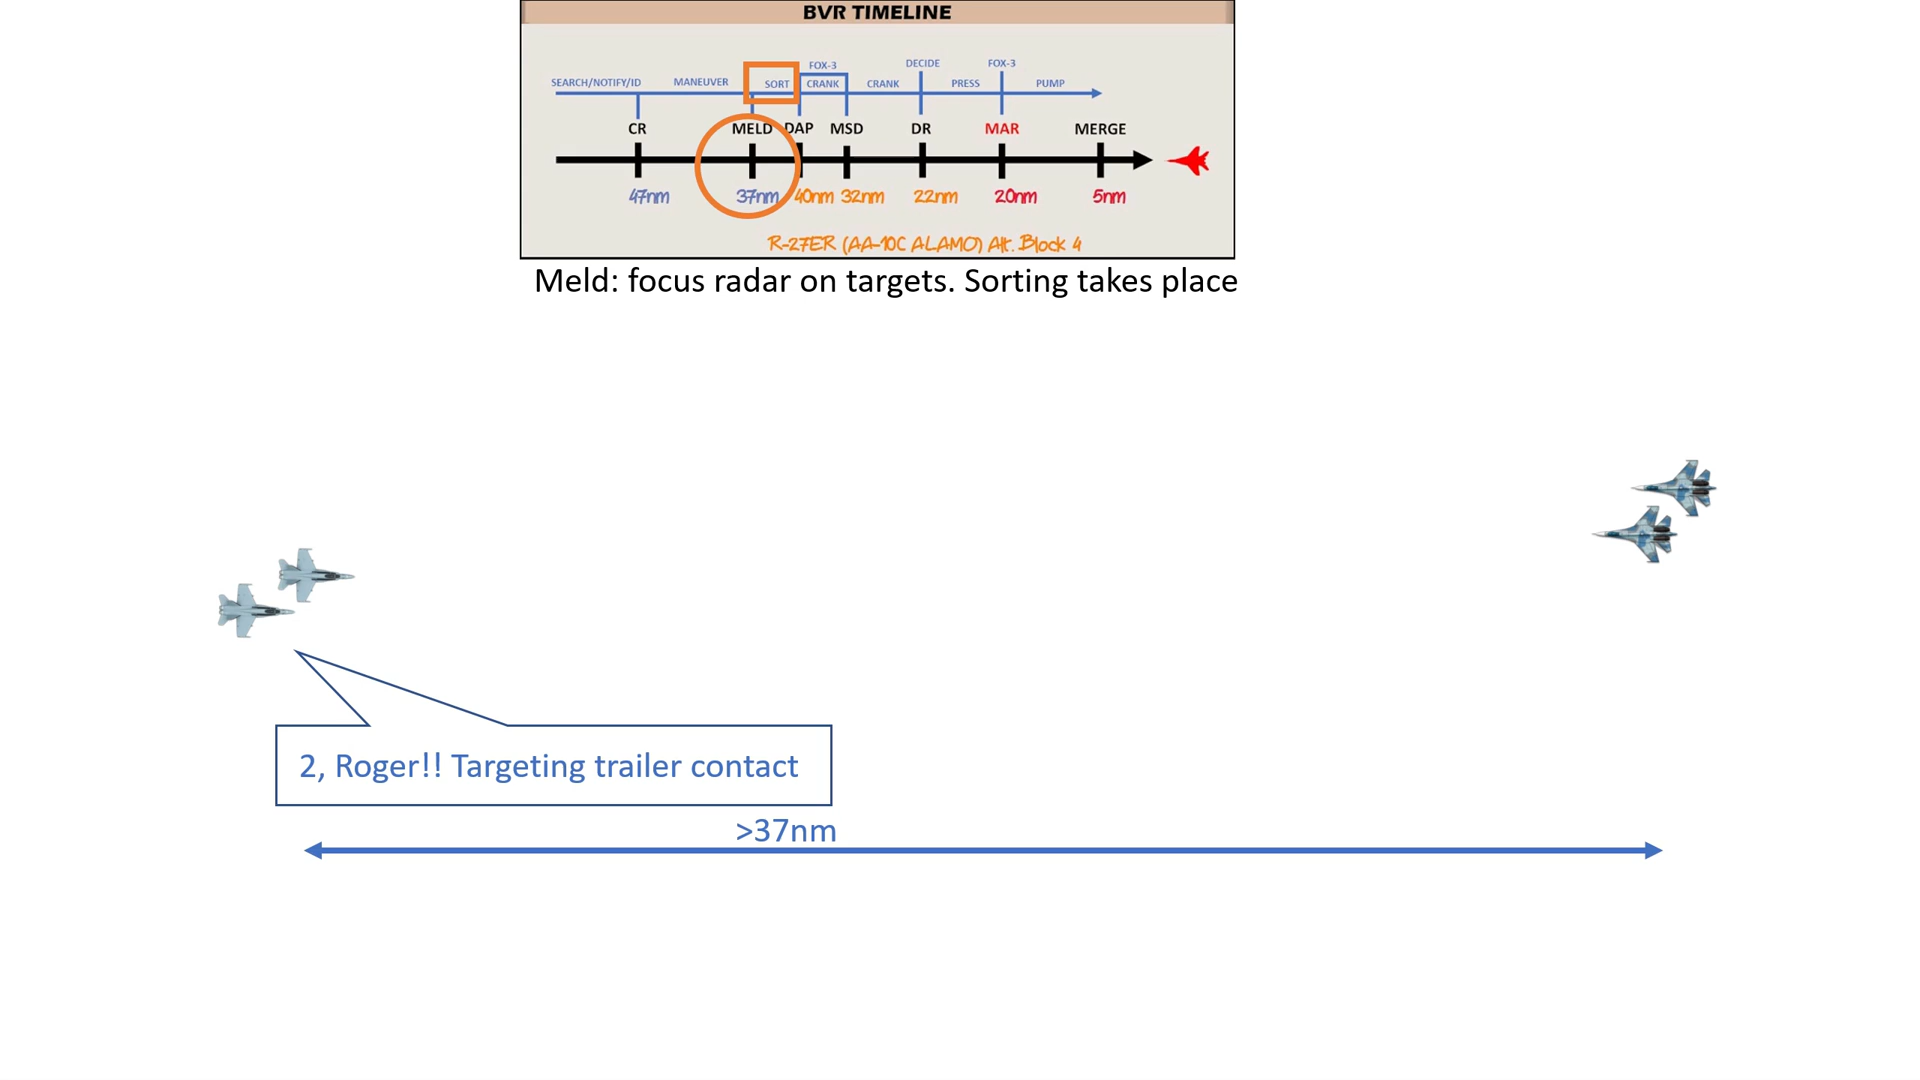 BVR TIMELINE
FOX-3 DECIDE FOX-3
SEARCH/NOTIFY/ID MANEUVER SORT CRANK CRANK PRESS PUMP
CR MELD DAP MSD DR MAR MERGE
47nm 37nm 40nm 32nm 22nm 20nm 5nm
R-27ER (AA-10C ALAMO) Alt. Block 4
Meld: focus radar on targets. Sorting takes place
2, Roger!! Targeting trailer contact
>37nm